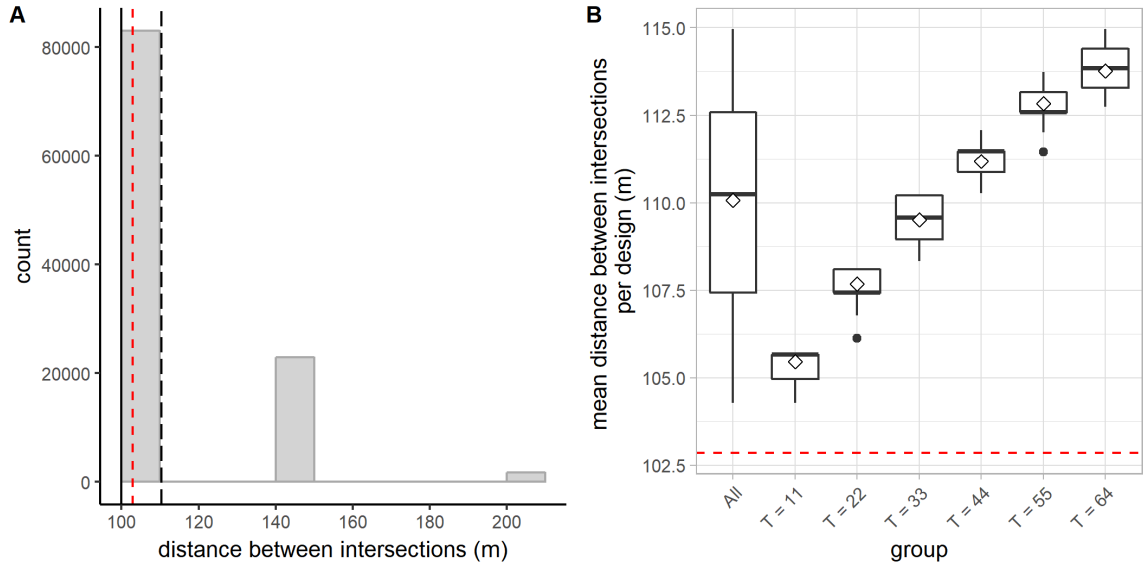 A
80000
60000
40000
20000
0
count
100
120
140
160
180
200
distance between intersections (m)
B
115.0
112.5
110.0
107.5
105.0
102.5
mean distance between intersections
per design (m)
All
T = 11
T = 22
T = 33
T = 44
T = 55
T = 64
group